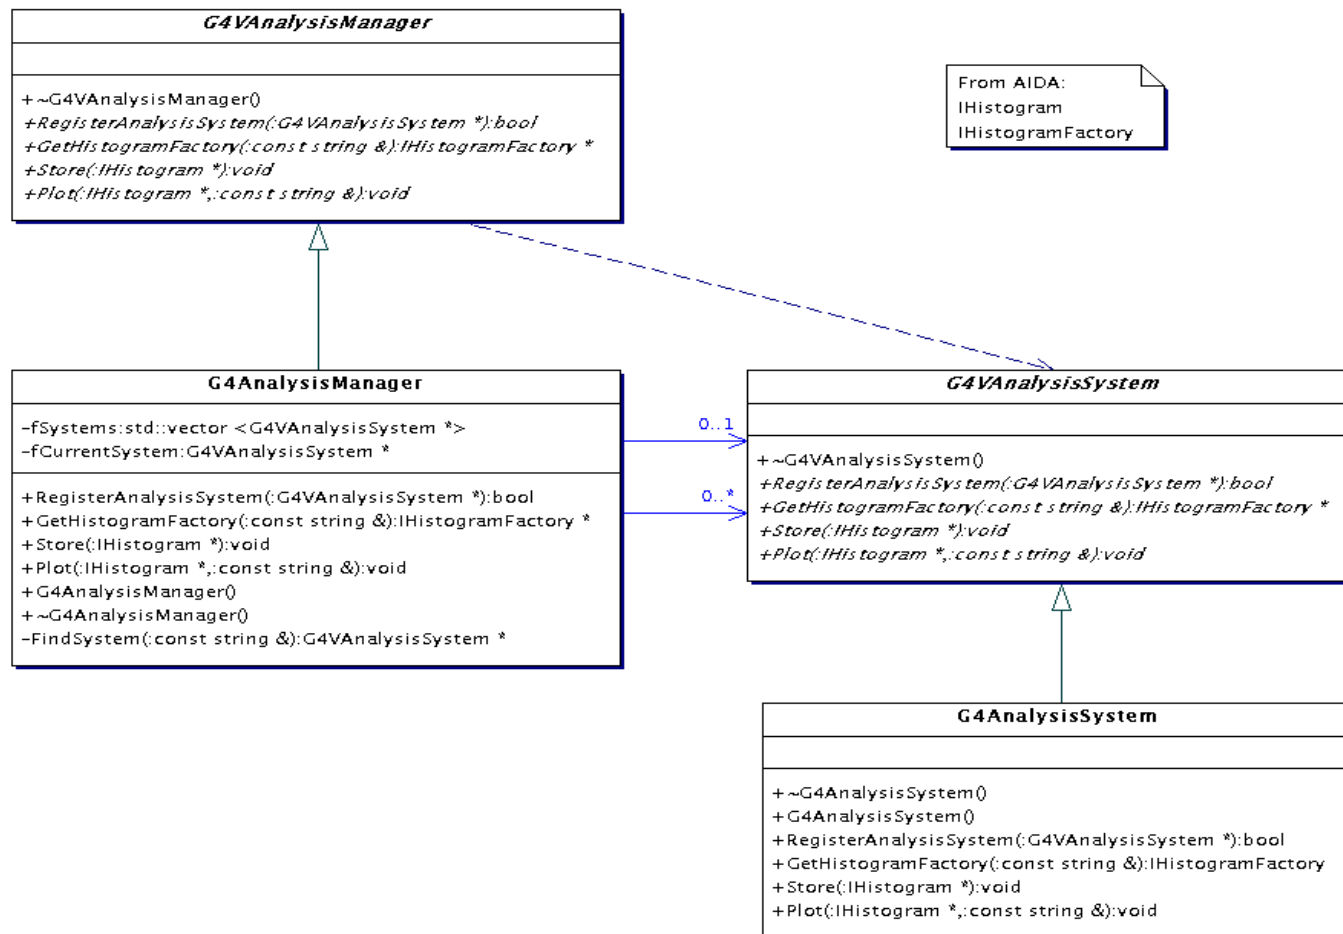 G4VAnalysisManager
+~G4VAnalysisManager()
+RegisterAnalysisSystem(:G4VAnalysisSystem *):bool
+GetHistogramFactory(:const string &):IHistogramFactory *
+Store(:IHistogram *):void
+Plot(:IHistogram *,:const string &):void
From AIDA:
IHistogram
IHistogramFactory
G4AnalysisManager
-fSystems:std::vector <G4VAnalysisSystem *>
-fCurrentSystem:G4VAnalysisSystem *
+RegisterAnalysisSystem(:G4VAnalysisSystem *):bool
+GetHistogramFactory(:const string &):IHistogramFactory *
+Store(:IHistogram *):void
+Plot(:IHistogram *,:const string &):void
+G4AnalysisManager()
+~G4AnalysisManager()
-FindSystem(:const string &):G4VAnalysisSystem *
0..1
0..*
G4VAnalysisSystem
+~G4VAnalysisSystem()
+RegisterAnalysisSystem(:G4VAnalysisSystem *):bool
+GetHistogramFactory(:const string &):IHistogramFactory *
+Store(:IHistogram *):void
+Plot(:IHistogram *,:const string &):void
G4AnalysisSystem
+~G4AnalysisSystem()
+G4AnalysisSystem()
+RegisterAnalysisSystem(:G4VAnalysisSystem *):bool
+GetHistogramFactory(:const string &):IHistogramFactory
+Store(:IHistogram *):void
+Plot(:IHistogram *,:const string &):void